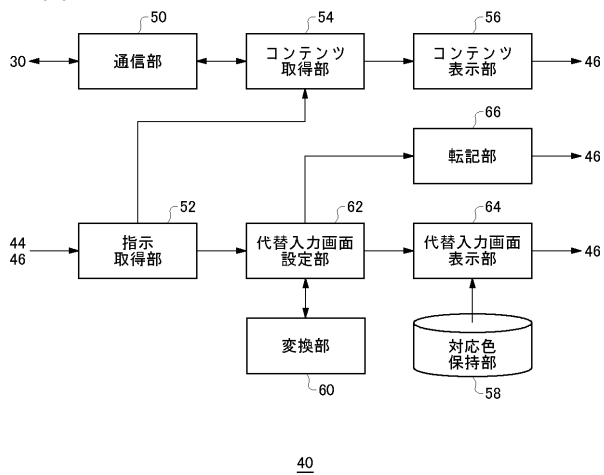 50
54
56
30
通信部
コンテンツ
取得部
コンテンツ
表示部
46
66
転記部
46
52
62
64
44
46
指示
取得部
代替入力画面
設定部
代替入力画面
表示部
46
変換部
60
対応色
保持部
58
40